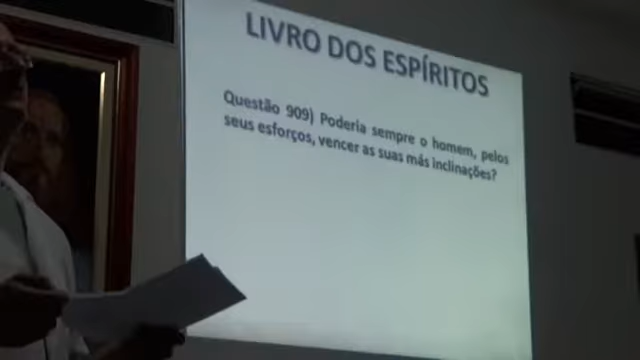 LIVRO DOS ESPÍRITOS
Questão 909) Poderia sempre o homem, pelos
seus esforços, vencer as suas más inclinações?